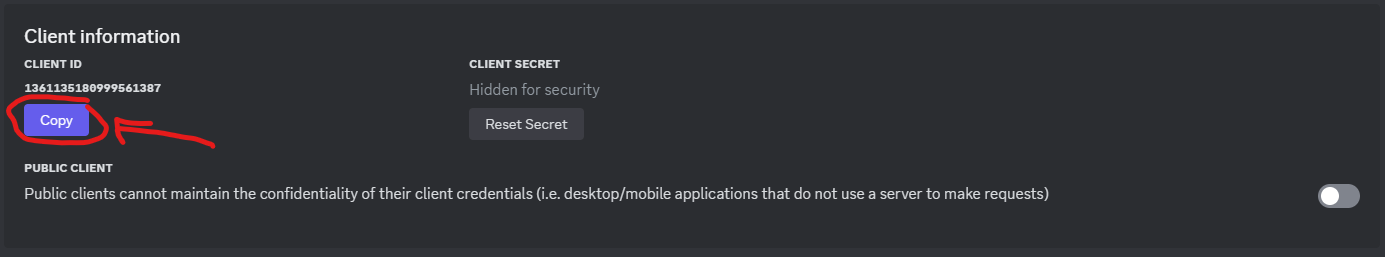 Client information
CLIENT ID
1361135180999561387
Copy
CLIENT SECRET
Hidden for security
Reset Secret
PUBLIC CLIENT
Public clients cannot maintain the confidentiality of their client credentials (i.e. desktop/mobile applications that do not use a server to make requests)